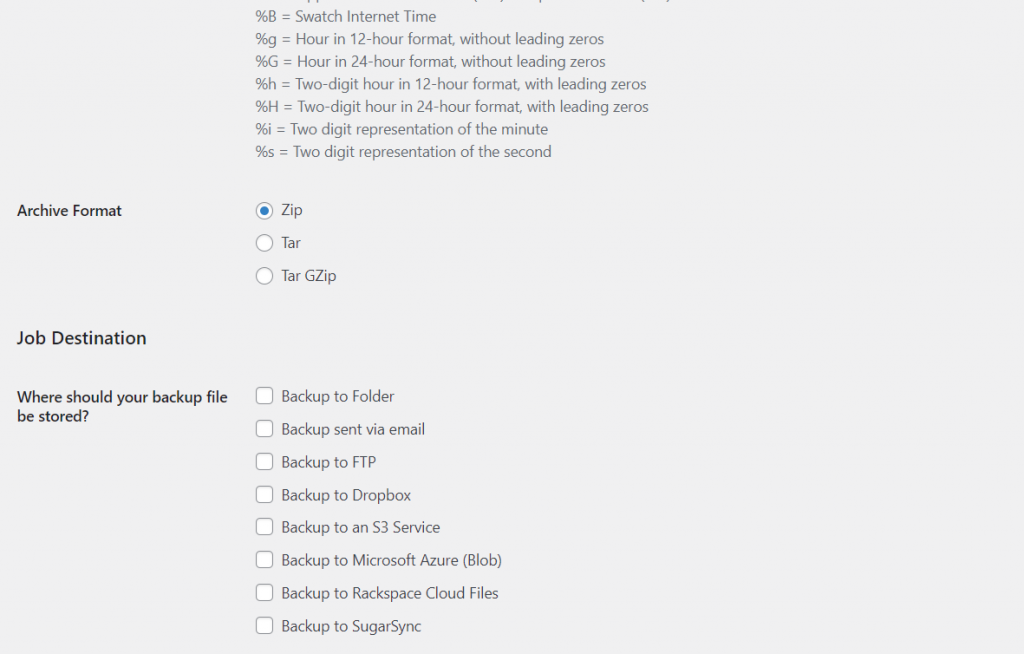 %B = Swatch Internet Time
%g = Hour in 12-hour format, without leading zeros
%G = Hour in 24-hour format, without leading zeros
%h = Two-digit hour in 12-hour format, with leading zeros
%H = Two-digit hour in 24-hour format, with leading zeros
%i = Two digit representation of the minute
%s = Two digit representation of the second
Archive Format
Zip
Tar
Tar GZip
Job Destination
Where should your backup file
be stored?
Backup to Folder
Backup sent via email
Backup to FTP
Backup to Dropbox
Backup to an S3 Service
Backup to Microsoft Azure (Blob)
Backup to Rackspace Cloud Files
Backup to SugarSync